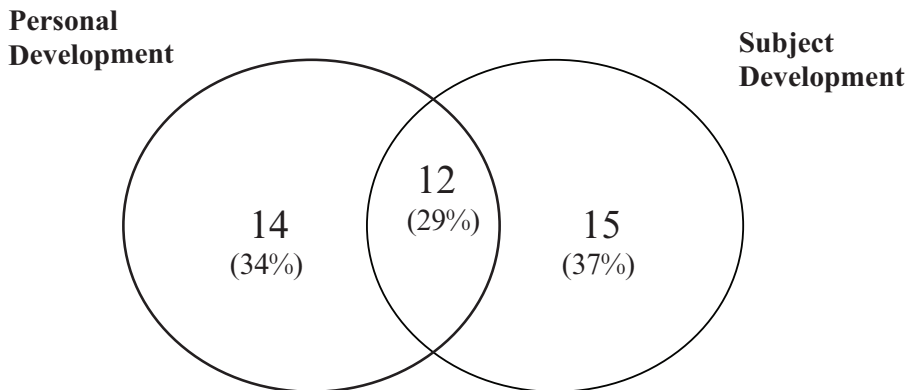 Personal
Development
Subject
Development
12
(29%)
14
(34%)
15
(37%)